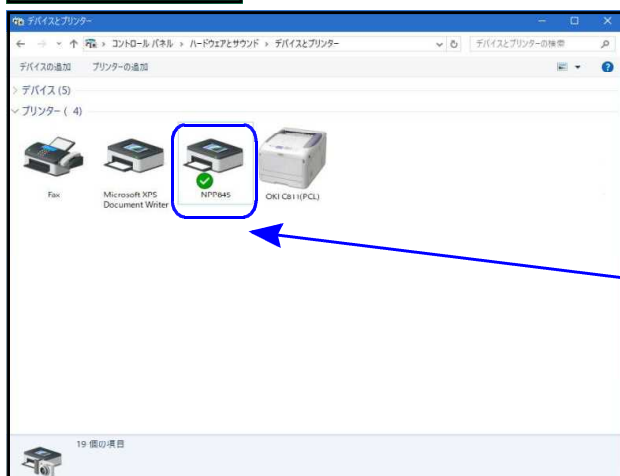 デバイスとプリンター
コントロール パネル › ハードウェアとサウンド › デバイスとプリンター
デバイスとプリンターの検索
デバイスの追加 プリンターの追加
デバイス (5)
プリンター ( 4)
Fax
Microsoft XPS
Document Writer
NPP845
OKI C811(PCL)
19 個の項目